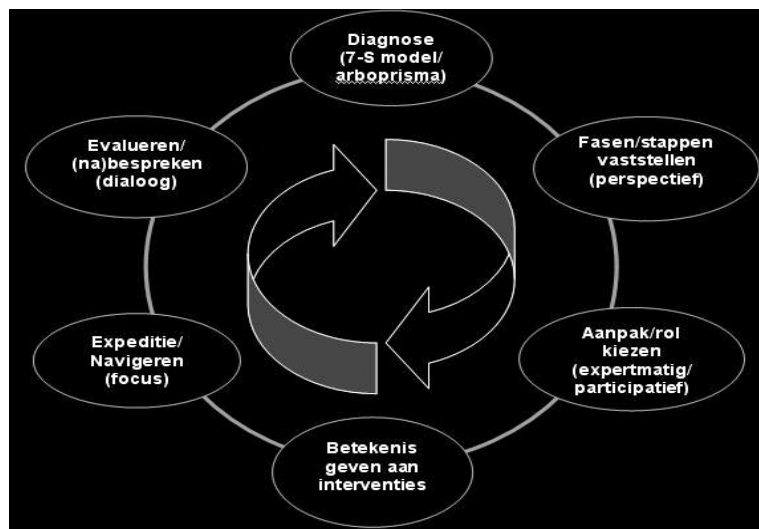 Diagnose
(7-S model/
arboprisma)
Fasen/stappen
vaststellen
(perspectief)
Aanpak/rol
kiezen
(expertmatig/
participatief)
Betekenis
geven aan
interventies
Expeditie/
Navigeren
(focus)
Evalueren/
(na)bespreken
(dialoog)